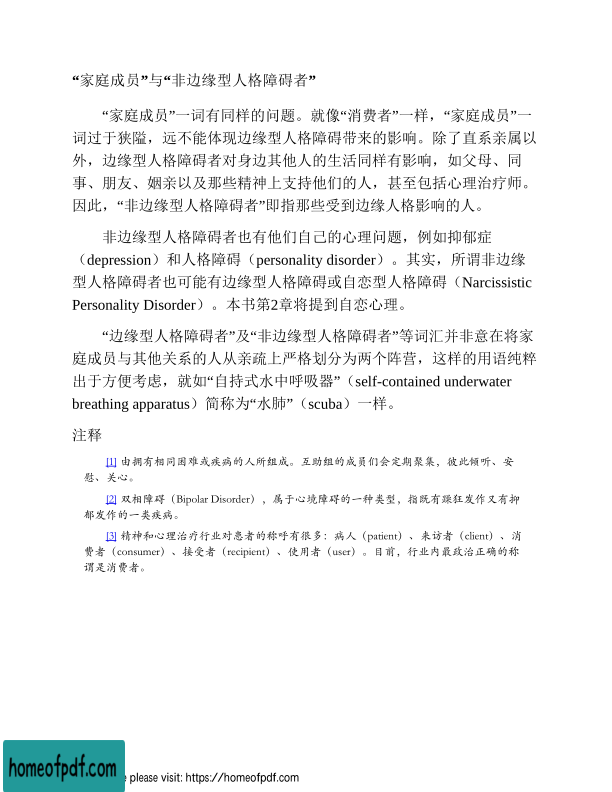 “家庭成员”与“非边缘型人格障碍者”
“家庭成员”一词有同样的问题。就像“消费者”一样，“家庭成员”一
词过于狭隘，远不能体现边缘型人格障碍带来的影响。除了直系亲属以
外，边缘型人格障碍者对身边其他人的生活同样有影响，如父母、同
事、朋友、姻亲以及那些精神上支持他们的人，甚至包括心理治疗师。
因此，“非边缘型人格障碍者”即指那些受到边缘人格影响的人。
非边缘型人格障碍者也有他们自己的心理问题，例如抑郁症
（depression）和人格障碍（personality disorder）。其实，所谓非边缘
型人格障碍者也可能有边缘型人格障碍或自恋型人格障碍（Narcissistic
Personality Disorder）。本书第2章将提到自恋心理。
“边缘型人格障碍者”及“非边缘型人格障碍者”等词汇并非意在将家
庭成员与其他关系的人从亲疏上严格划分为两个阵营，这样的用语纯粹
出于方便考虑，就如“自持式水中呼吸器”（self-contained underwater
breathing apparatus）简称为“水肺”（scuba）一样。
注释
[1] 由拥有相同困难或疾病的人所组成。互助组的成员们会定期聚集，彼此倾听、安
慰、关心。
[2] 双相障碍（Bipolar Disorder），属于心境障碍的一种类型，指既有躁狂发作又有抑
郁发作的一类疾病。
[3] 精神和心理治疗行业对患者的称呼有很多：病人（patient）、来访者（client）、消
费者（consumer）、接受者（recipient）、使用者（user）。目前，行业内最政治正确的称
谓是消费者。
homeofpdf.com
please visit: https://homeofpdf.com